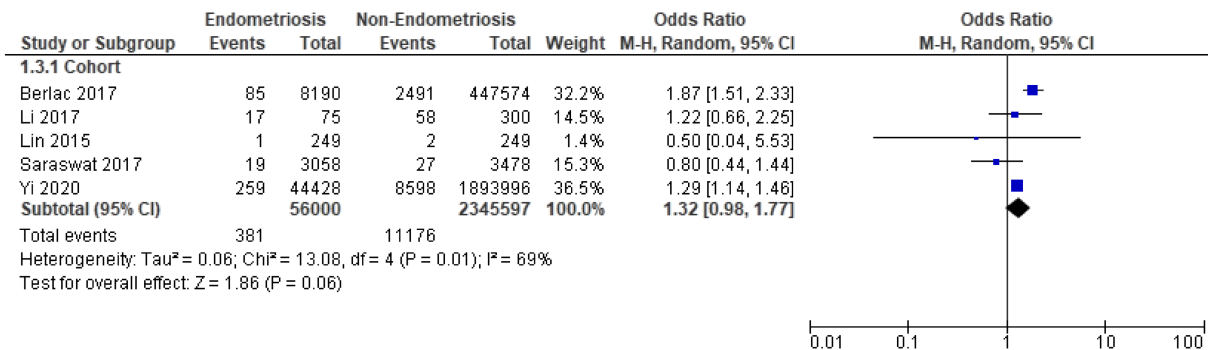 Endometriosis Non-Endometriosis Odds Ratio Odds Ratio
Study or Subgroup Events Total Events Total Weight M-H, Random, 95% CI M-H, Random, 95% CI
1.3.1 Cohort
Berlac 2017 85 8190 2491 447574 32.2% 1.87 [1.51, 2.33]
Li 2017 17 75 58 300 14.5% 1.22 [0.66, 2.25]
Lin 2015 1 249 2 249 1.4% 0.50 [0.04, 5.53]
Saraswat 2017 19 3058 27 3478 15.3% 0.80 [0.44, 1.44]
Yi 2020 259 44428 8598 1893996 36.5% 1.29 [1.14, 1.46]
Subtotal (95% CI) 56000 2345597 100.0% 1.32 [0.98, 1.77]
Total events 381 11176
Heterogeneity: Tau² = 0.06; Chi² = 13.08, df = 4 (P = 0.01); I² = 69%
Test for overall effect: Z = 1.86 (P = 0.06)
0.01 0.1 1 10 100